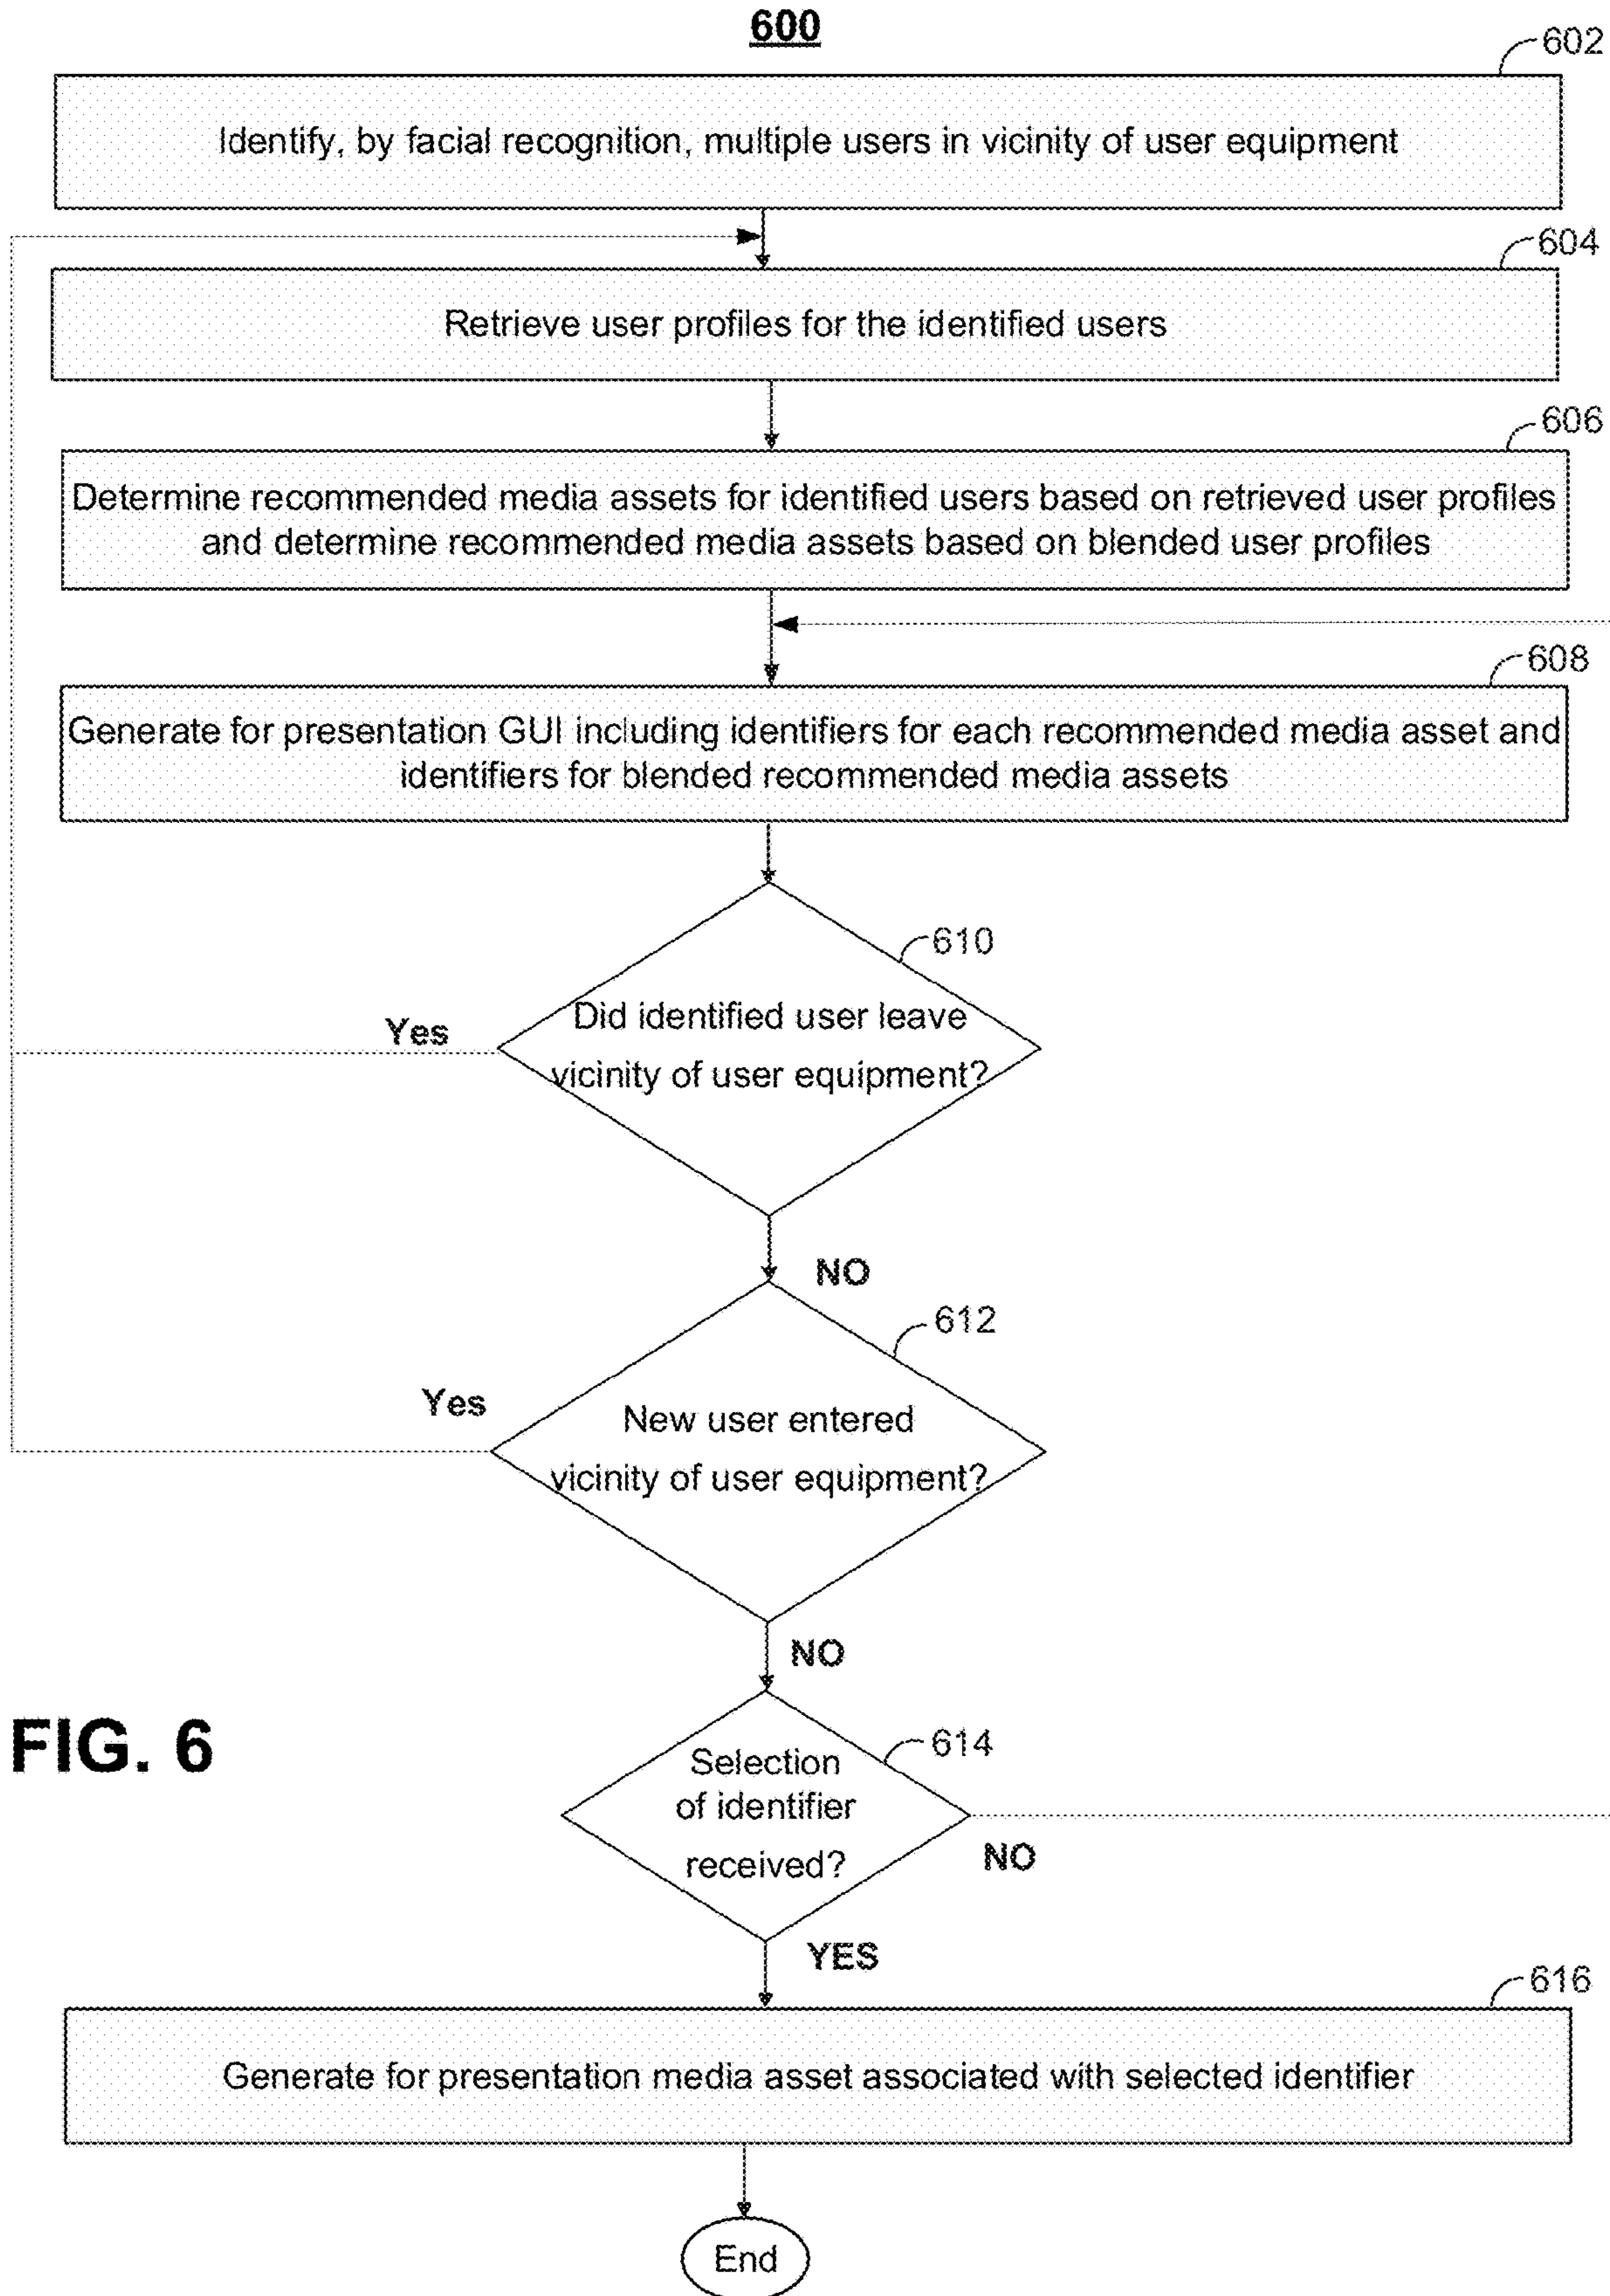 600
602
Identify, by facial recognition, multiple users in vicinity of user equipment
604
Retrieve user profiles for the identified users
606
Determine recommended media assets for identified users based on retrieved user profiles
and determine recommended media assets based on blended user profiles
608
Generate for presentation GUI including identifiers for each recommended media asset and
identifiers for blended recommended media assets
610
Did identified user leave
vicinity of user equipment?
Yes
NO
612
New user entered
vicinity of user equipment?
Yes
NO
614
Selection
of identifier
received?
NO
YES
FIG. 6
616
Generate for presentation media asset associated with selected identifier
End